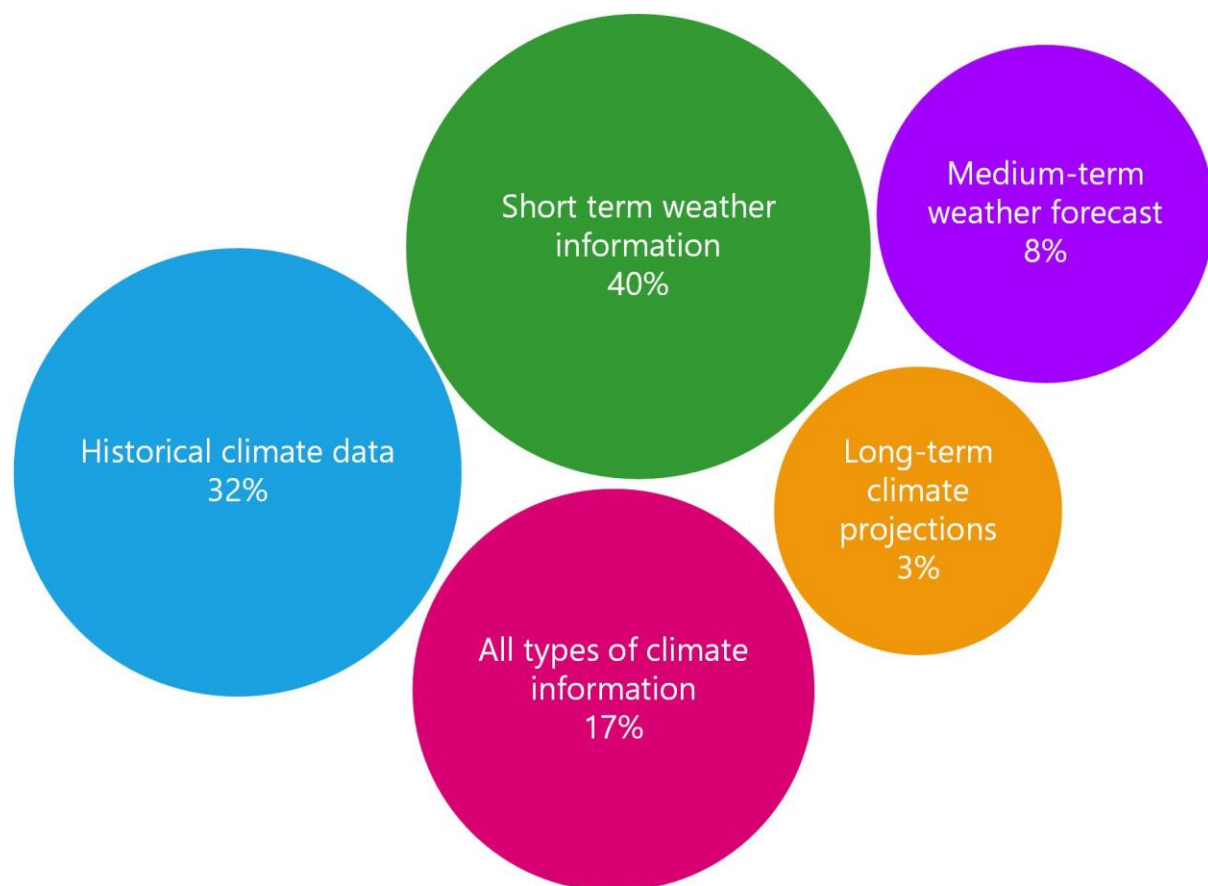 Short term weather
information
40%
Medium-term
weather forecast
8%
Historical climate data
32%
Long-term
climate
projections
3%
All types of climate
information
17%